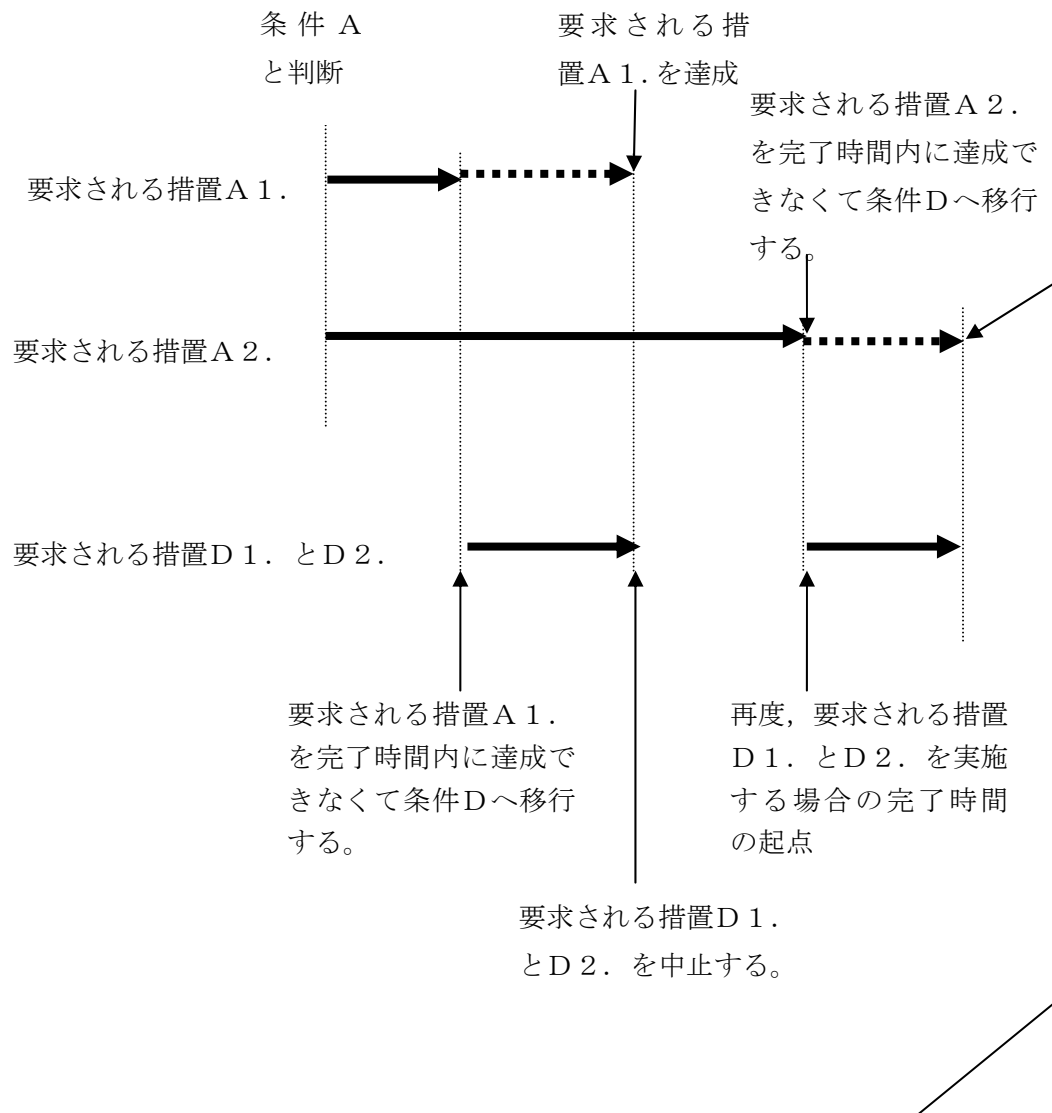 条件Ａ
と判断
要求される措
置Ａ１．を達成
要求される措置Ａ２．
を完了時間内に達成で
きなくて条件Ｄへ移行
する。
要求される措置Ａ１．
要求される措置Ａ２．
要求される措置Ｄ１．とＤ２．
要求される措置Ａ１．
を完了時間内に達成で
きなくて条件Ｄへ移行
する。
再度，要求される措置
Ｄ１．とＤ２．を実施
する場合の完了時間
の起点
要求される措置Ｄ１．
とＤ２．を中止する。